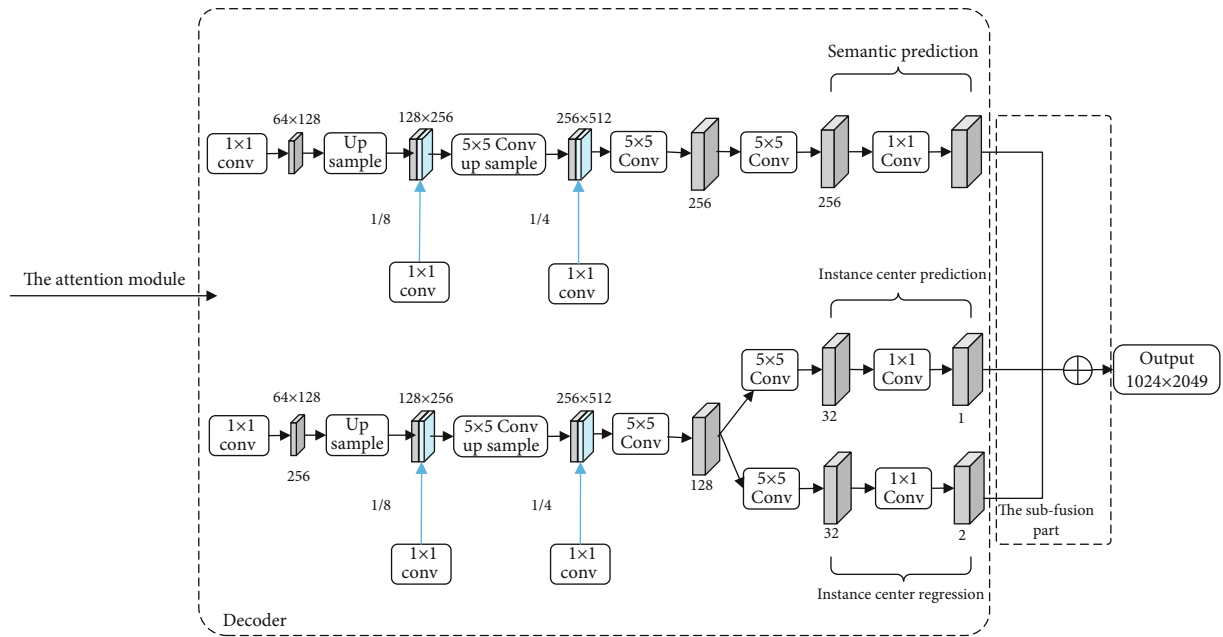 Semantic prediction
64×128
128×256
256×512
1×1
conv
Up
sample
5×5 Conv
up sample
5×5
Conv
5×5
Conv
1×1
Conv
256
256
1/8
1/4
1×1
conv
1×1
conv
The attention module
Instance center prediction
5×5
Conv
1×1
Conv
32
1
Output
1024×2049
64×128
128×256
256×512
1×1
conv
Up
sample
5×5 Conv
up sample
5×5
Conv
256
128
5×5
Conv
1×1
Conv
32
2
1/8
1/4
1×1
conv
1×1
conv
The sub-fusion
part
Instance center regression
Decoder